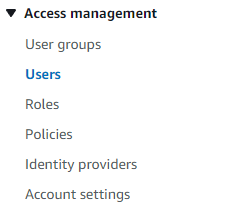 Access management
User groups
Users
Roles
Policies
Identity providers
Account settings